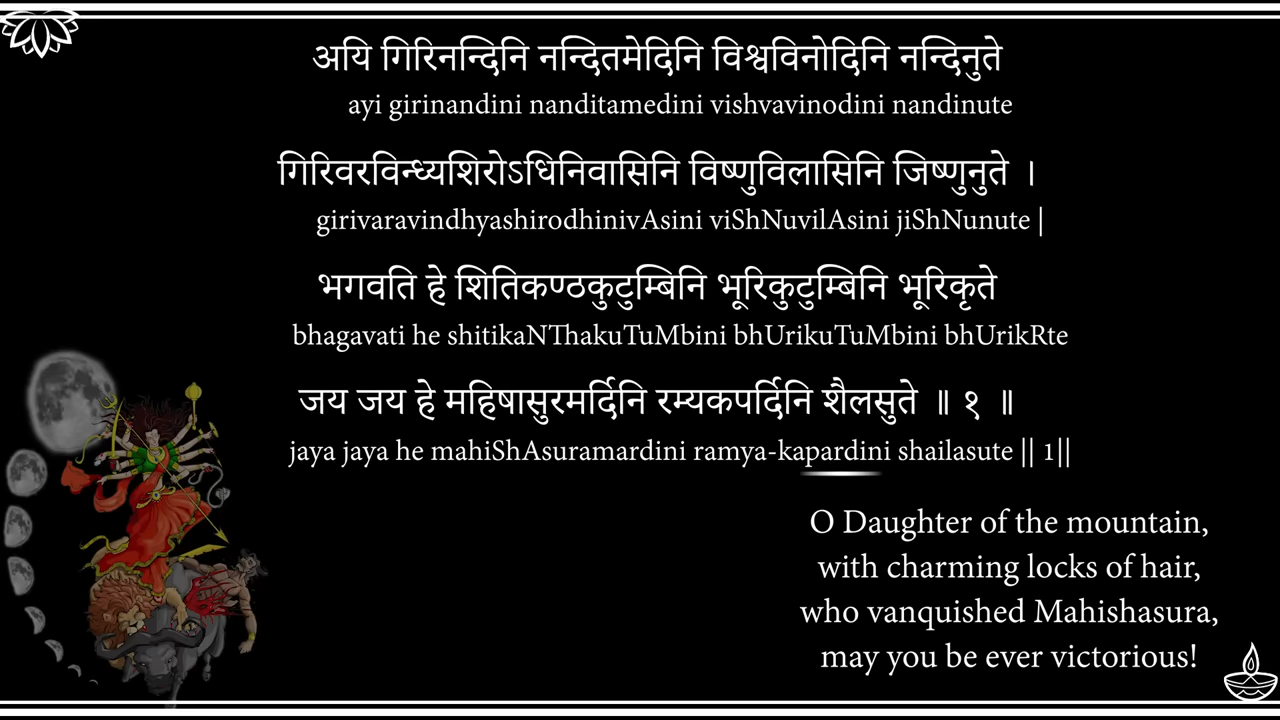 अयि गिरिनन्दिनि नन्दितमेदिनि विश्वविनोदिनि नन्दिनुते
ayi girinandini nanditamedini vishvavinodini nandinute
गिरिवरविन्ध्यशिरोऽधिनिवासिनि विष्णुविलासिनि जिष्णुनुते ।
girivaravindhyashirodhinivAsini viShNuvilAsini jiShNunute |
भगवति हे शितिकण्ठकुटुम्बिनि भूरिकुटुम्बिनि भूरिकृते
bhagavati he shitikaNThakuTuMbini bhUrikuTuMbini bhUrikRte
जय जय हे महिषासुरमर्दिनि रम्यकपर्दिनि शैलसुते ॥ १ ॥
jaya jaya he mahiShAsuramardini ramya-kapardini shailasute || 1||
O Daughter of the mountain,
with charming locks of hair,
who vanquished Mahishasura,
may you be ever victorious!